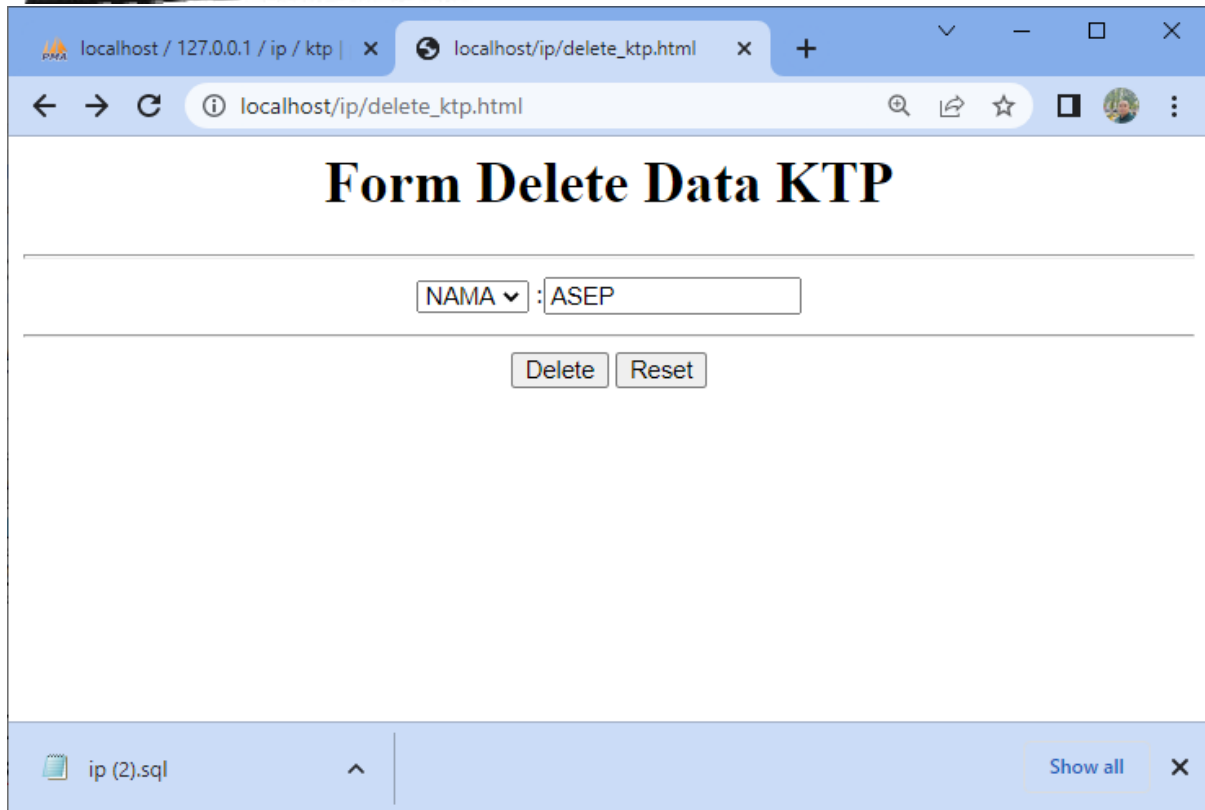 localhost / 127.0.0.1 / ip / ktp |
localhost/ip/delete_ktp.html
localhost/ip/delete_ktp.html
Form Delete Data KTP
NAMA : ASEP
Delete Reset
ip (2).sql
Show all